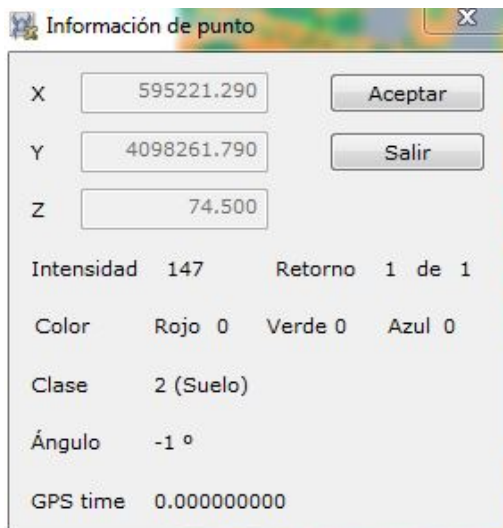 Información de punto
X 595221.290 Aceptar
Y 4098261.790 Salir
Z 74.500
Intensidad 147 Retorno 1 de 1
Color Rojo 0 Verde 0 Azul 0
Clase 2 (Suelo)
Ángulo -1 º
GPS time 0.000000000